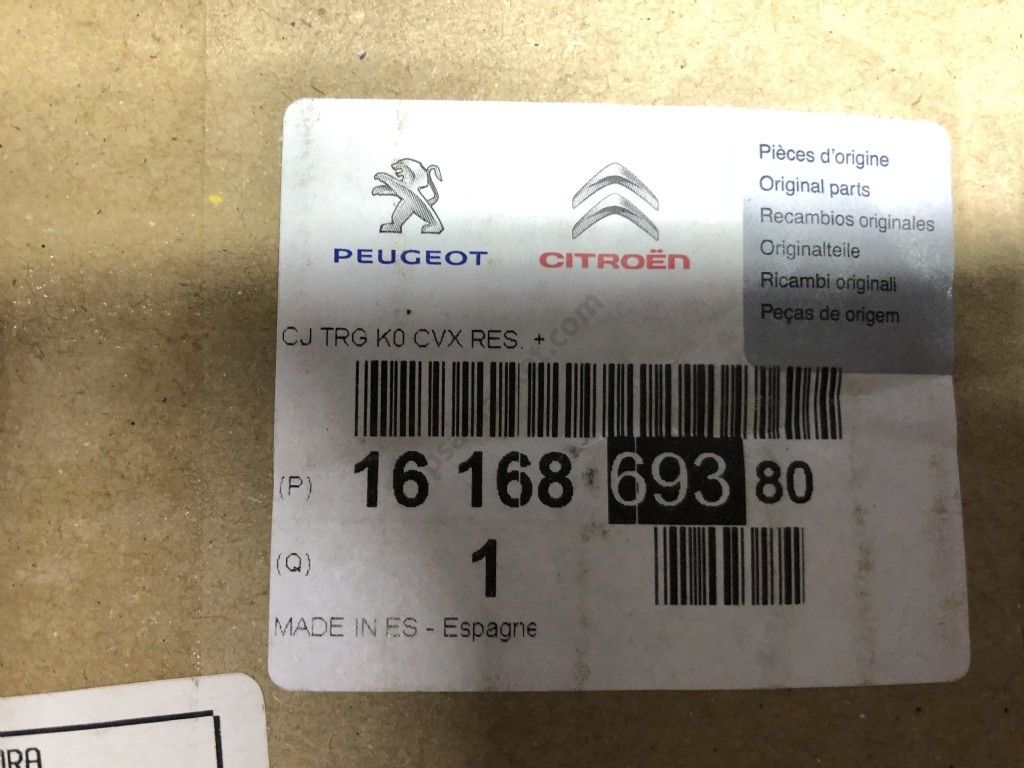 PEUGEOT
CITROËN
Pièces d'origine
Original parts
Recambios originales
Originalteile
Ricambi originali
Peças de origem
CJ TRG K0 CVX RES. +
(P) 16 168 693 80
(Q) 1
MADE IN ES - Espagne